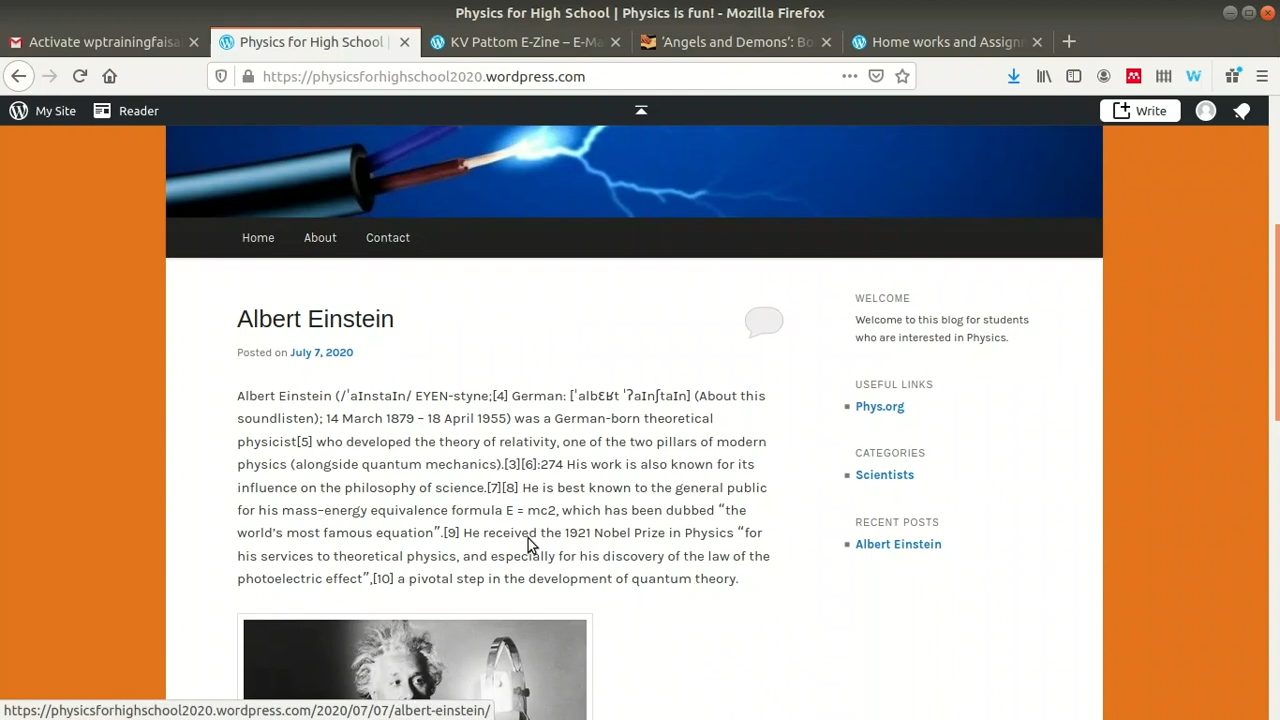 Physics for High School | Physics is fun! - Mozilla Firefox
Activate wptrainingfaisa
Physics for High School |
KV Pattom E-Zine – E-Ma
'Angels and Demons': Bo
Home works and Assignm
https://physicsforhighschool2020.wordpress.com
My Site
Reader
Write
Home
About
Contact
Albert Einstein
Posted on July 7, 2020
Albert Einstein (/ˈaɪnstaɪn/ EYEN-styne;[4] German: [ˈalbɛʁt ˈʔaɪnʃtaɪn] (About this
soundlisten); 14 March 1879 – 18 April 1955) was a German-born theoretical
physicist[5] who developed the theory of relativity, one of the two pillars of modern
physics (alongside quantum mechanics).[3][6]:274 His work is also known for its
influence on the philosophy of science.[7][8] He is best known to the general public
for his mass–energy equivalence formula E = mc2, which has been dubbed “the
world’s most famous equation”.[9] He received the 1921 Nobel Prize in Physics “for
his services to theoretical physics, and especially for his discovery of the law of the
photoelectric effect”,[10] a pivotal step in the development of quantum theory.
WELCOME
Welcome to this blog for students
who are interested in Physics.
USEFUL LINKS
Phys.org
CATEGORIES
Scientists
RECENT POSTS
Albert Einstein
https://physicsforhighschool2020.wordpress.com/2020/07/07/albert-einstein/